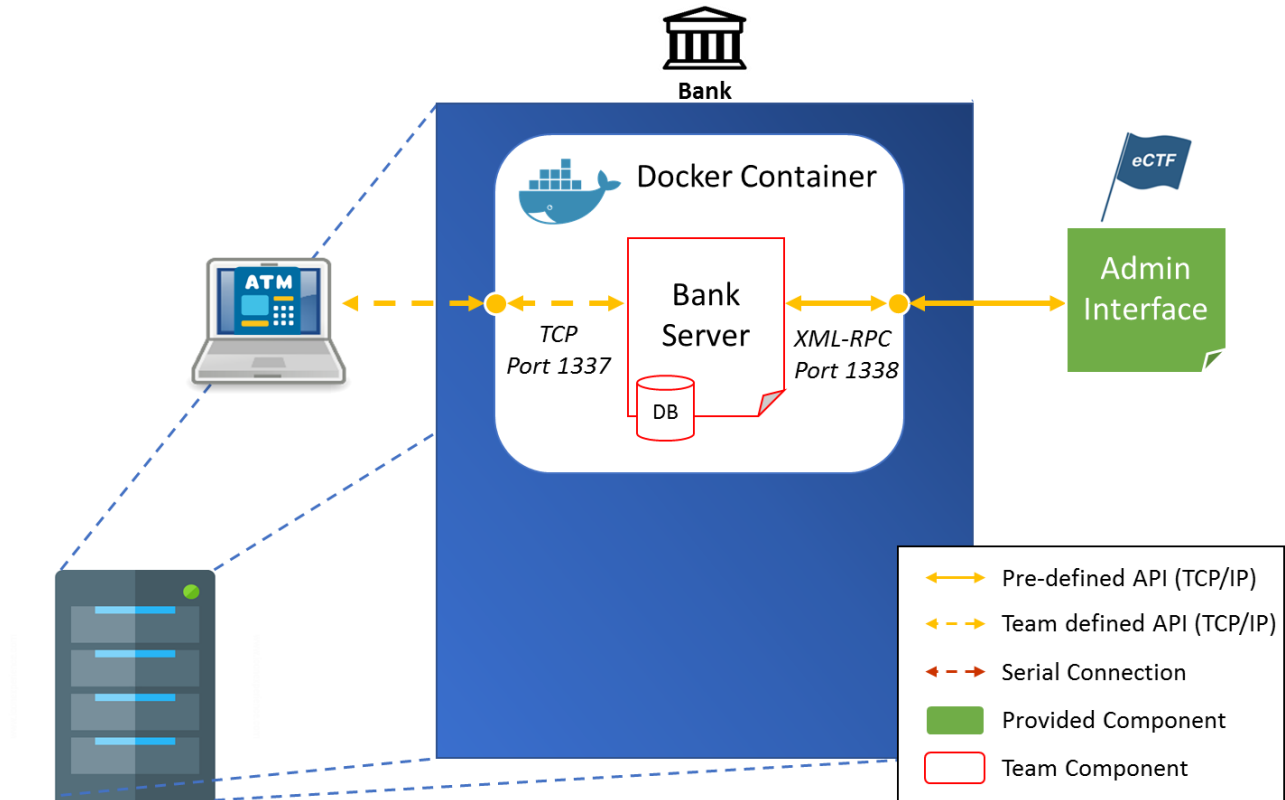 Bank
Docker Container
eCTF
ATM
Admin
Interface
Bank
Server
TCP
Port 1337
XML-RPC
Port 1338
DB
Pre-defined API (TCP/IP)
Team defined API (TCP/IP)
Serial Connection
Provided Component
Team Component